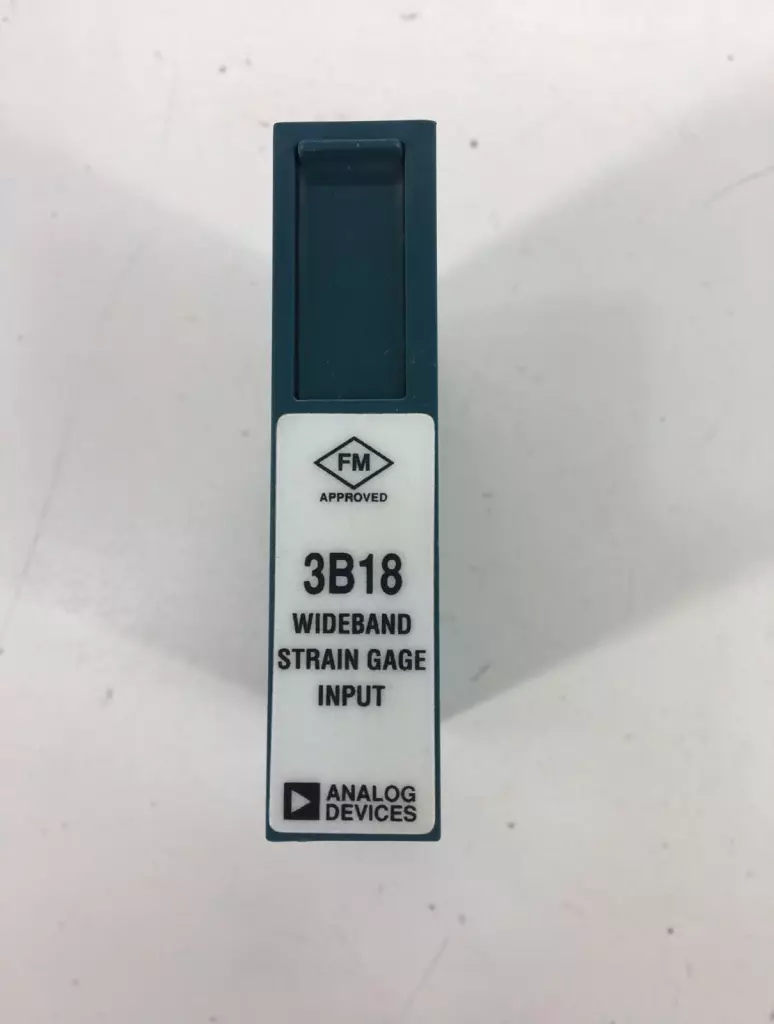 FM
APPROVED
3B18
WIDEBAND
STRAIN GAGE
INPUT
ANALOG
DEVICES